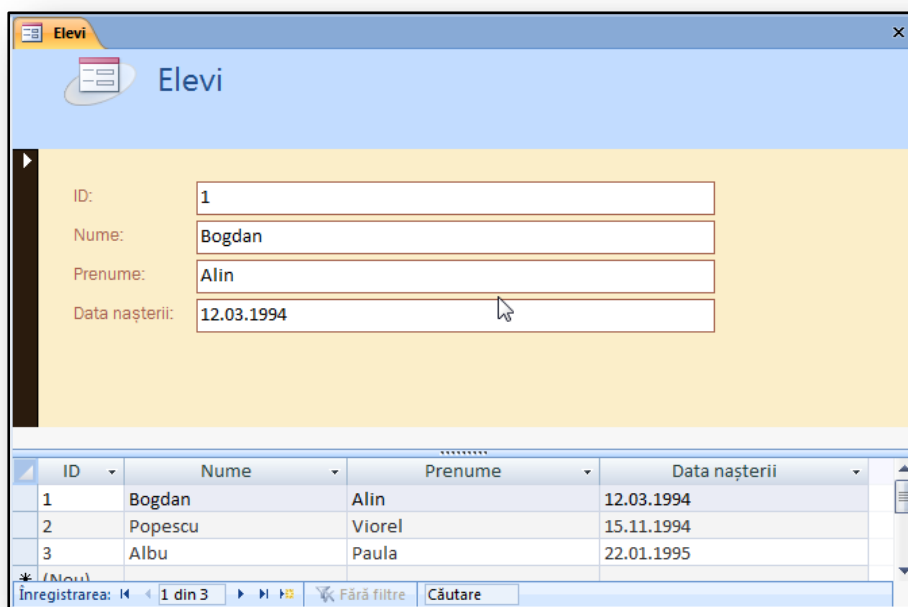 Elevi
Elevi
ID: 1
Nume: Bogdan
Prenume: Alin
Data nașterii: 12.03.1994
ID Nume Prenume Data nașterii
1 Bogdan Alin 12.03.1994
2 Popescu Viorel 15.11.1994
3 Albu Paula 22.01.1995
(Nou)
Înregistrarea: 1 din 3 Fără filtre Căutare